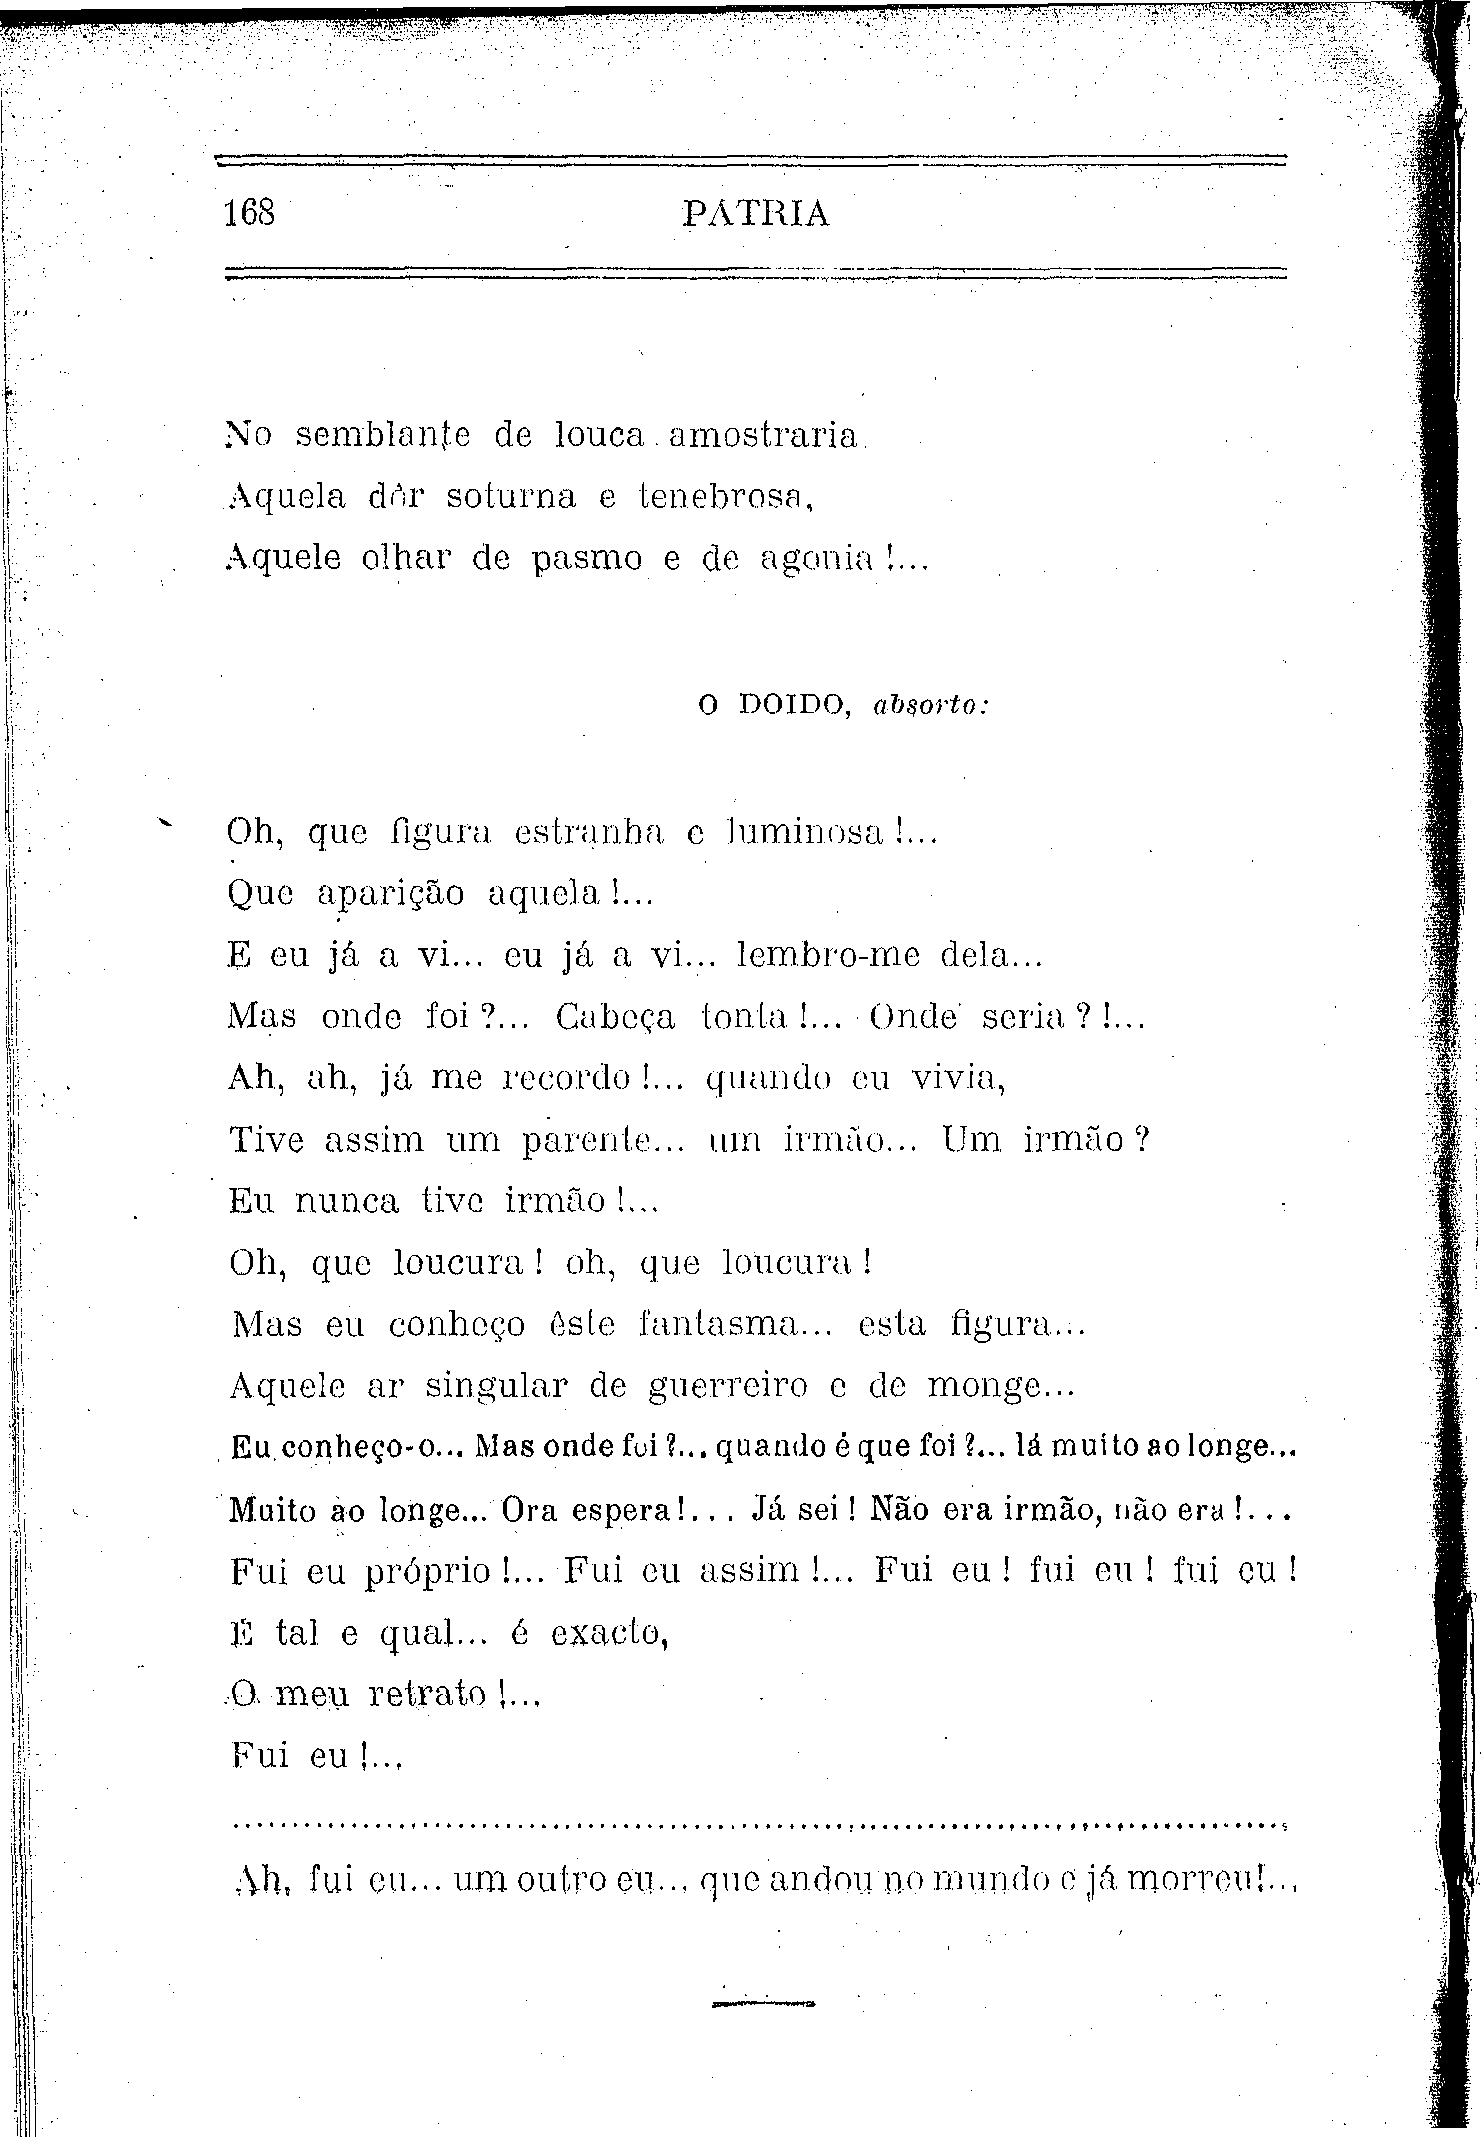 168
PATRIA
No semblante de louca amostraria
Aquela dôr soturna e tenebrosa,
Aquele olhar de pasmo e de agonia!...
O DOIDO, absorto:
Oh, que figura estranha e luminosa!...
Que aparição aquela!...
E eu já a vi... eu já a vi... lembro-me dela...
Mas onde foi?... Cabeça tonta!... Onde seria?!...
Ah, ah, já me recordo!... quando eu vivia,
Tive assim um parente... um irmão... Um irmão?
Eu nunca tive irmão!...
Oh, que loucura! oh, que loucura!
Mas eu conheço êste fantasma... esta figura...
Aquele ar singular de guerreiro e de monge...
Eu conheço-o... Mas onde foi?... quando é que foi?... lá muito ao longe...
Muito ao longe... Ora espera!... Já sei! Não era irmão, não era!...
Fui eu próprio!... Fui eu assim!... Fui eu! fui eu! fui eu!
É tal e qual... é exacto,
O meu retrato!...
Fui eu!...
..........................................................................................
Ah, fui eu... um outro eu... que andou no mundo e já morreu!...